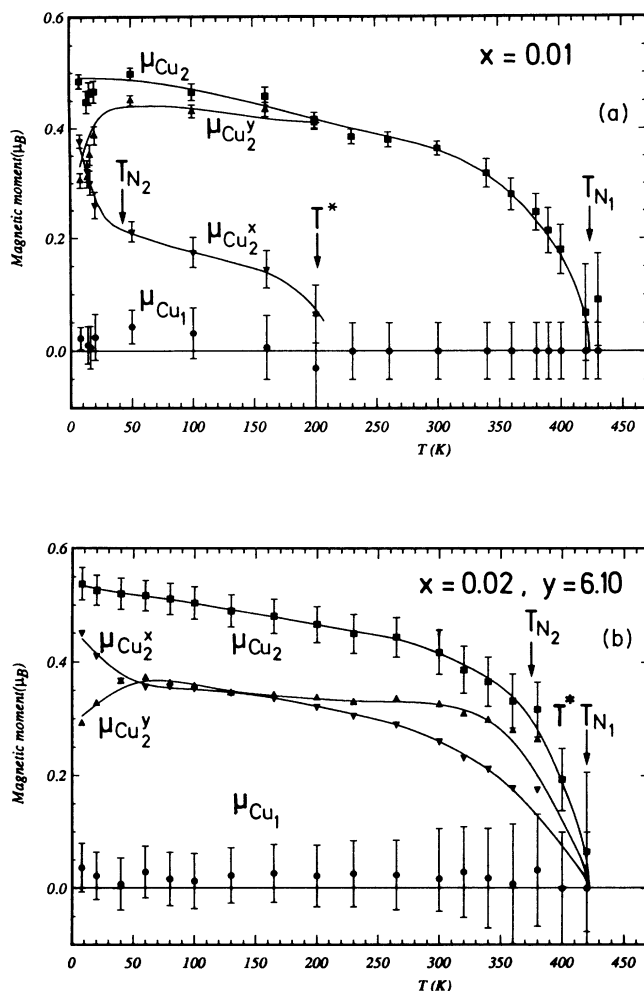 0.6
μCu2
x = 0.01
(a)
μCu2y
0.4
Magnetic moment(μB)
TN2
T*
TN1
μCu2x
0.2
μCu1
0.0
0 50 100 150 200 250 300 350 400 450
T (K)
0.6
x = 0.02 , y = 6.10
μCu2x
TN2
(b)
μCu2
0.4
T* TN1
Magnetic moment(μB)
μCu2y
0.2
μCu1
0.0
0 50 100 150 200 250 300 350 400 450
T (K)